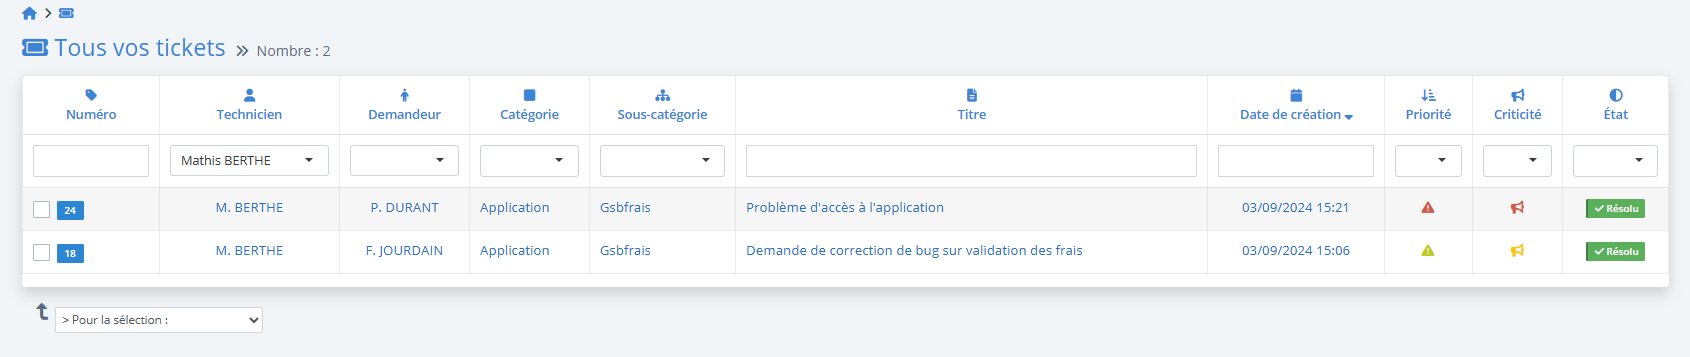 Tous vos tickets » Nombre : 2
Numéro Technicien Demandeur Catégorie Sous-catégorie Titre Date de création Priorité Criticité État
Mathis BERTHE
24 M. BERTHE P. DURANT Application Gsbfrais Problème d'accès à l'application 03/09/2024 15:21 Résolu
18 M. BERTHE F. JOURDAIN Application Gsbfrais Demande de correction de bug sur validation des frais 03/09/2024 15:06 Résolu
> Pour la sélection :